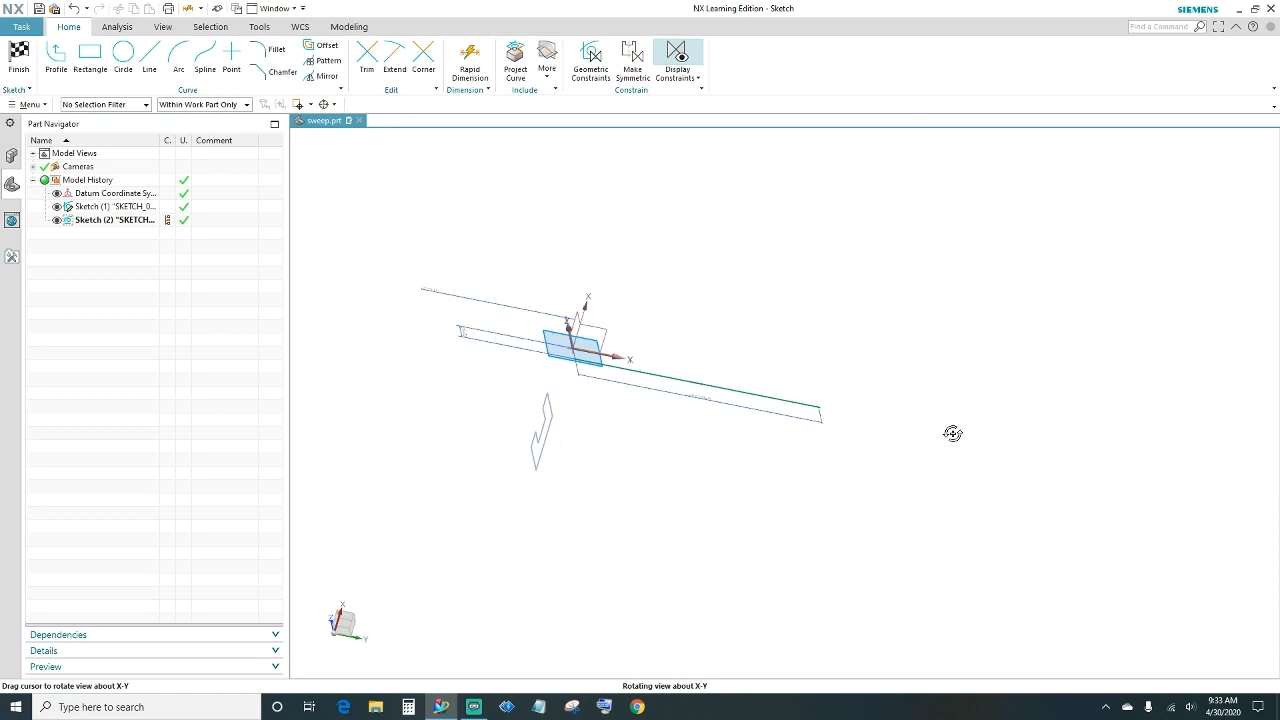 NX Window NX Learning Edition - Sketch SIEMENS
Task Home Analysis View Selection Tools WCS Modeling Find a Command
Finish Profile Rectangle Circle Line Arc Spline Point Fillet Chamfer Offset Pattern Mirror Trim Extend Corner Rapid Dimension Project Curve More Geometric Constraints Make Symmetric Display Constraints
Sketch Curve Edit Dimension Include Constrain
Menu No Selection Filter Within Work Part Only
Part Navigator sweep.prt
Name C. U. Comment
Model Views
Cameras
Model History
Datum Coordinate Sy...
Sketch (1) "SKETCH_0...
Sketch (2) "SKETCH...
X
X
X
Z
Y
Dependencies
Details
Preview
Drag cursor to rotate view about X-Y Rotating view about X-Y
Type here to search 9:33 AM
4/30/2020